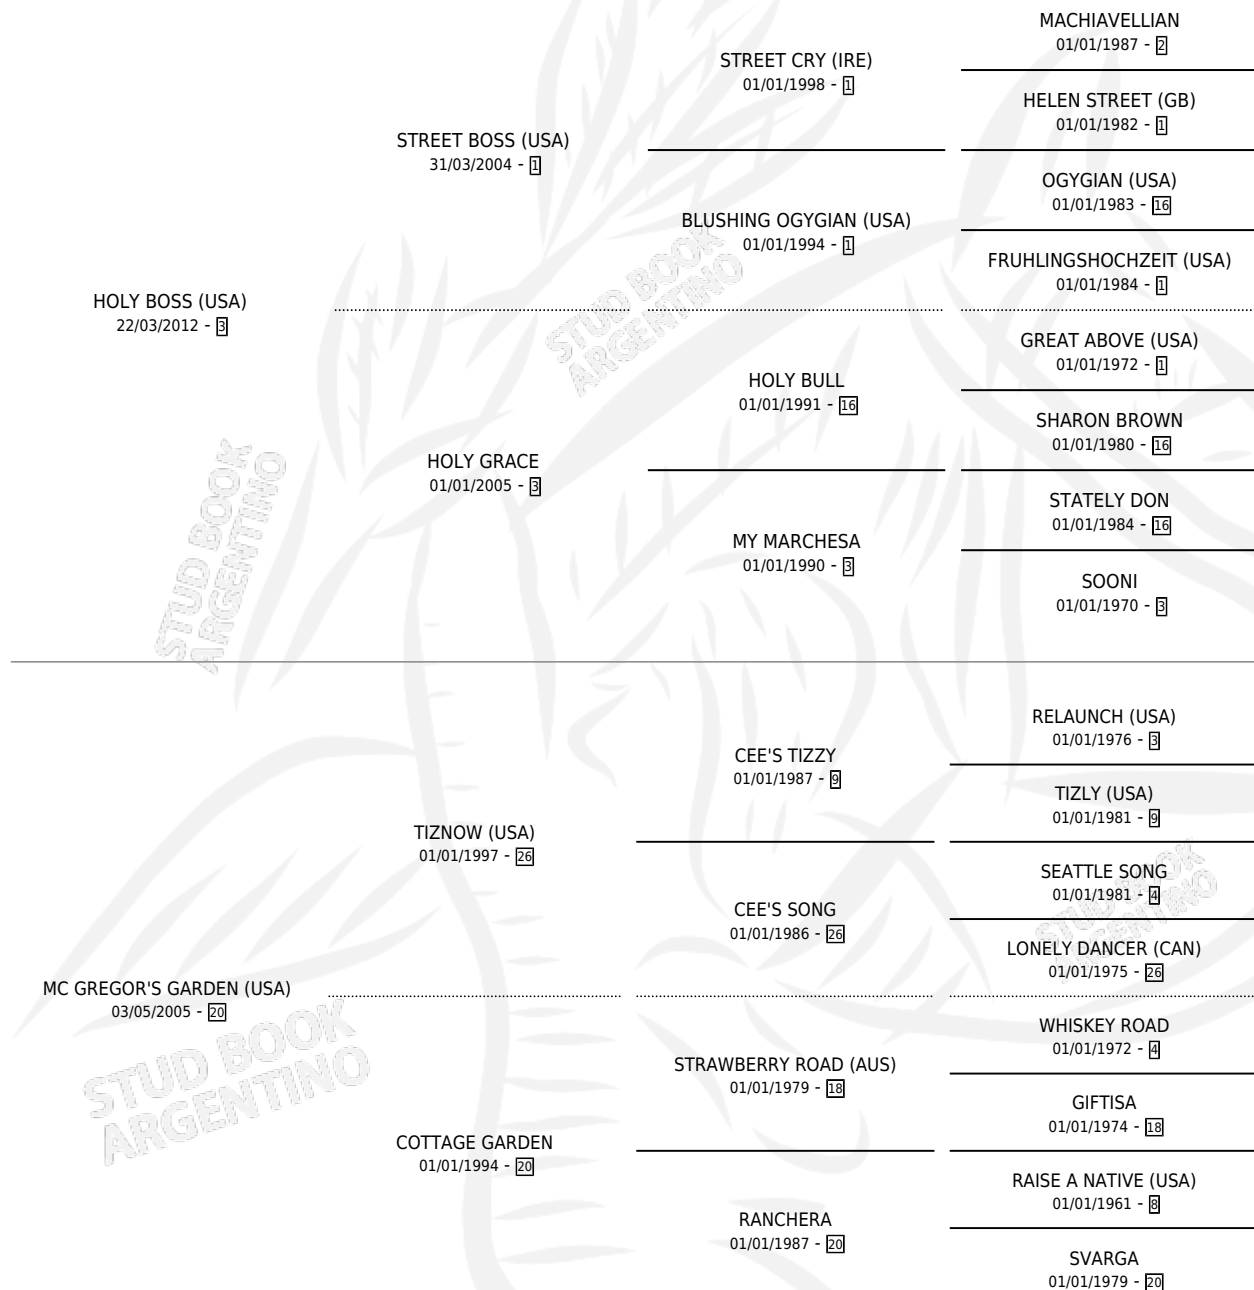 MACHIAVELLIAN
01/01/1987 - 2
STREET CRY (IRE)
01/01/1998 - 1
HELEN STREET (GB)
01/01/1982 - 1
STREET BOSS (USA)
31/03/2004 - 1
OGYGIAN (USA)
01/01/1983 - 16
BLUSHING OGYGIAN (USA)
01/01/1994 - 1
FRUHLINGSHOCHZEIT (USA)
01/01/1984 - 1
STUD BOOK
ARGENTINO
HOLY BOSS (USA)
22/03/2012 - 3
GREAT ABOVE (USA)
01/01/1972 - 1
HOLY BULL
01/01/1991 - 16
SHARON BROWN
01/01/1980 - 16
HOLY GRACE
01/01/2005 - 3
STATELY DON
01/01/1984 - 16
MY MARCHESA
01/01/1990 - 3
SOONI
01/01/1970 - 3
STUD BOOK
ARGENTINO
RELAUNCH (USA)
01/01/1976 - 3
CEE'S TIZZY
01/01/1987 - 9
TIZLY (USA)
01/01/1981 - 9
TIZNOW (USA)
01/01/1997 - 26
SEATTLE SONG
01/01/1981 - 4
CEE'S SONG
01/01/1986 - 26
STUD BOOK
ARGENTINO
LONELY DANCER (CAN)
01/01/1975 - 26
MC GREGOR'S GARDEN (USA)
03/05/2005 - 20
WHISKEY ROAD
01/01/1972 - 4
STRAWBERRY ROAD (AUS)
01/01/1979 - 18
GIFTISA
01/01/1974 - 18
STUD BOOK
ARGENTINO
COTTAGE GARDEN
01/01/1994 - 20
RAISE A NATIVE (USA)
01/01/1961 - 8
RANCHERA
01/01/1987 - 20
SVARGA
01/01/1979 - 20